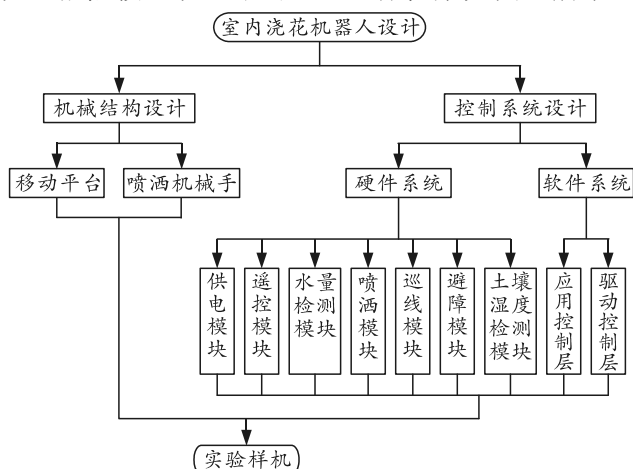 室内浇花机器人设计
机械结构设计
控制系统设计
移动平台
喷洒机械手
硬件系统
软件系统
供电模块
遥控模块
水量检测模块
喷洒模块
巡线模块
避障模块
土壤湿度检测模块
应用控制层
驱动控制层
实验样机